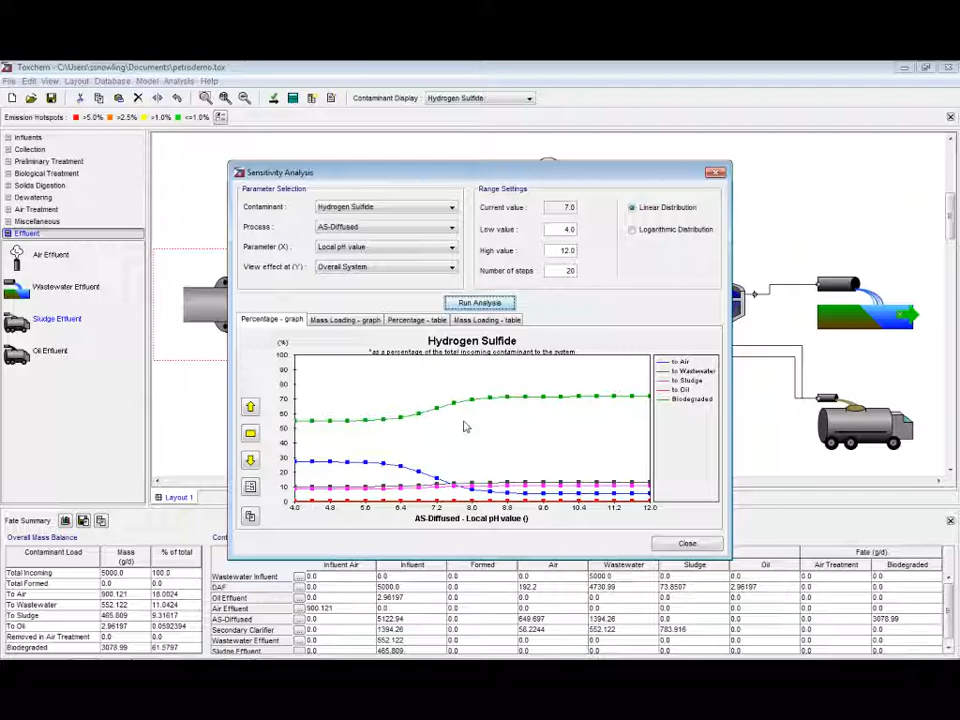 Toxchem - C:\Users\ssnowling\Documents\petrodemo.tox
File Edit View Layout Database Model Analysis Help
Contaminant Display: Hydrogen Sulfide
Emission Hotspots: >5.0% >2.5% >1.0% <=1.0%
Influents
Collection
Preliminary Treatment
Biological Treatment
Solids Digestion
Dewatering
Air Treatment
Miscellaneous
Effluent
Air Effluent
Wastewater Effluent
Sludge Effluent
Oil Effluent
Layout 1
Sensitivity Analysis
Parameter Selection
Contaminant : Hydrogen Sulfide
Process : AS-Diffused
Parameter (X) : Local pH value
View effect at (Y) : Overall System
Range Settings
Current value : 7.0
Low value : 4.0
High value : 12.0
Number of steps : 20
Linear Distribution
Logarithmic Distribution
Run Analysis
Percentage - graph Mass Loading - graph Percentage - table Mass Loading - table
Hydrogen Sulfide
*as a percentage of the total incoming contaminant to the system
(%)
100
90
80
70
60
50
40
30
20
10
0
4.0 4.8 5.6 6.4 7.2 8.0 8.8 9.6 10.4 11.2 12.0
AS-Diffused - Local pH value ()
to Air
to Wastewater
to Sludge
to Oil
Biodegraded
Close
Fate Summary
Overall Mass Balance
Contaminant Load Mass (g/d) % of total
Total Incoming 5000.0 100.0
Total Formed 0.0 0.0
To Air 900.121 18.0024
To Wastewater 552.122 11.0424
To Sludge 465.809 9.31617
To Oil 2.96197 0.0592394
Removed in Air Treatment 0.0 0.0
Biodegraded 3078.99 61.5797
Fate (g/d)
Influent Air Influent Formed Air Wastewater Sludge Oil Air Treatment Biodegraded
Wastewater Influent ... 0.0 0.0 0.0 0.0 5000.0 0.0 0.0 0.0 0.0
DAF ... 0.0 5000.0 0.0 192.2 4730.99 73.8507 2.96197 0.0 0.0
Oil Effluent ... 0.0 2.96197 0.0 0.0 0.0 0.0 0.0 0.0 0.0
Air Effluent ... 900.121 0.0 0.0 0.0 0.0 0.0 0.0 0.0 0.0
AS-Diffused ... 0.0 5122.94 0.0 649.697 1394.26 0.0 0.0 0.0 3078.99
Secondary Clarifier ... 0.0 1394.26 0.0 58.2244 552.122 783.916 0.0 0.0 0.0
Wastewater Effluent ... 0.0 552.122 0.0 0.0 0.0 0.0 0.0 0.0 0.0
Sludge Effluent ... 0.0 465.809 0.0 0.0 0.0 0.0 0.0 0.0 0.0